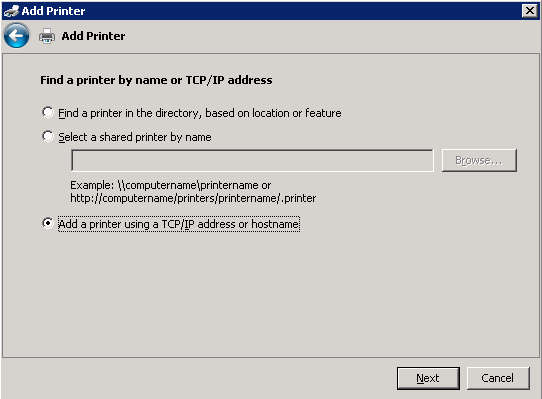 Add Printer
Add Printer
Find a printer by name or TCP/IP address
Find a printer in the directory, based on location or feature
Select a shared printer by name
Browse...
Example: \\computername\printername or
http://computername/printers/printername/.printer
Add a printer using a TCP/IP address or hostname
Next Cancel